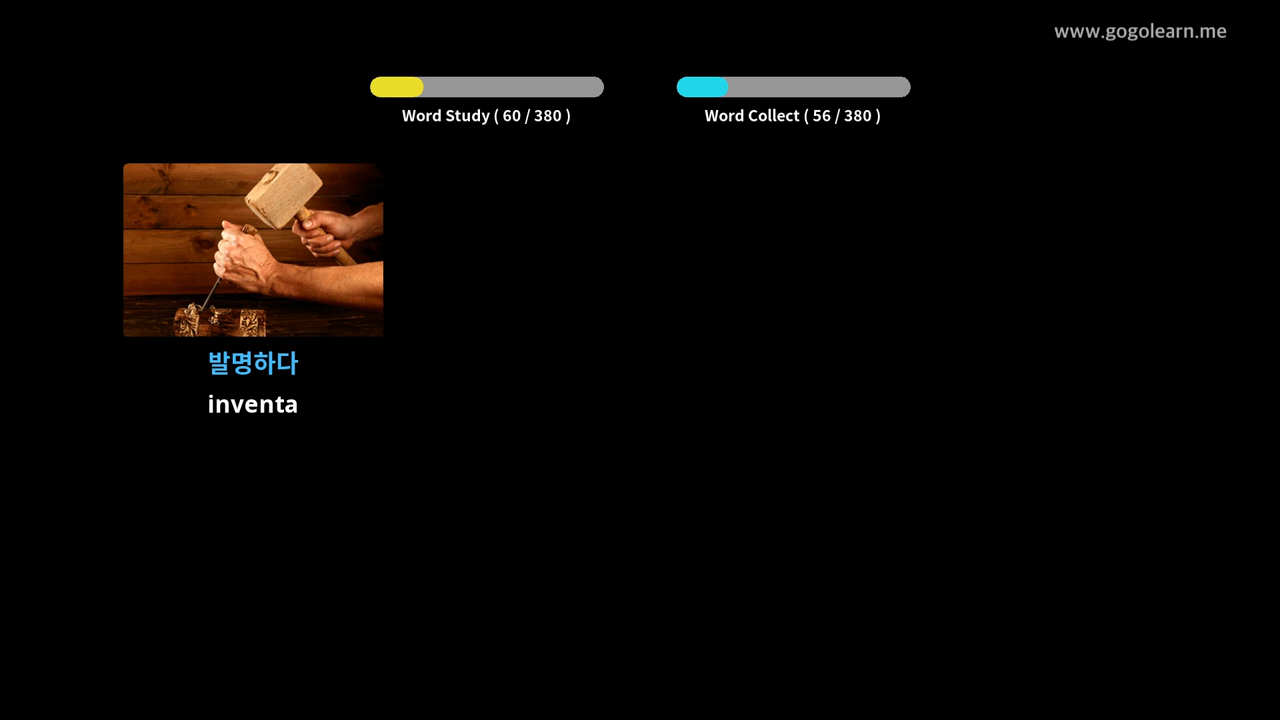 www.gogolearn.me
Word Study ( 60 / 380 )
Word Collect ( 56 / 380 )
발명하다
inventa